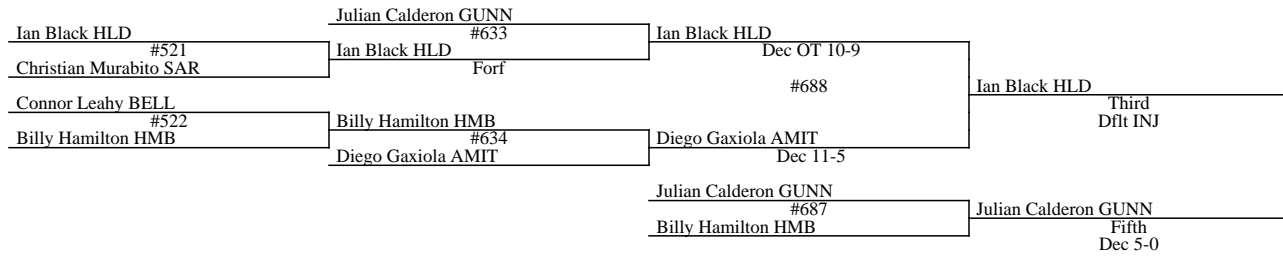 Julian Calderon GUNN
Ian Black HLD
#633
Ian Black HLD
#521
Ian Black HLD
Dec OT 10-9
Christian Murabito SAR
Forf
#688
Ian Black HLD
Connor Leahy BELL
Third
#522
Billy Hamilton HMB
Dflt INJ
Billy Hamilton HMB
#634
Diego Gaxiola AMIT
Diego Gaxiola AMIT
Dec 11-5
Julian Calderon GUNN
#687
Julian Calderon GUNN
Billy Hamilton HMB
Fifth
Dec 5-0